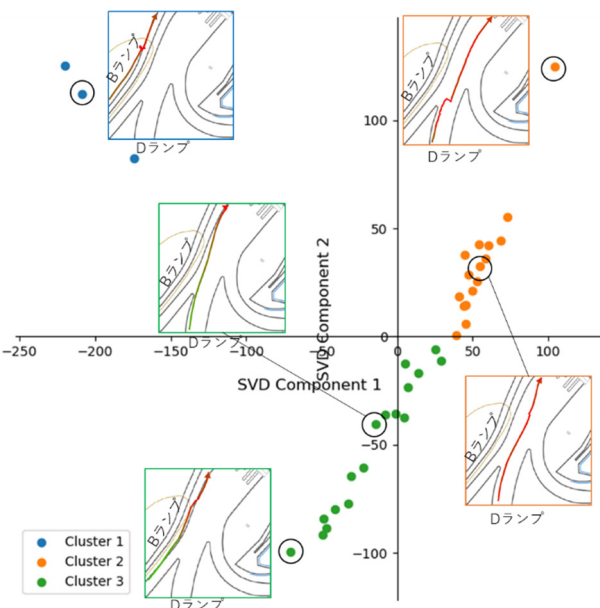 Bランプ
Dランプ
Bランプ
Dランプ
100
50
0
−50
−100
SVD Component 2
Bランプ
Dランプ
−250
−200
−150
−100
−50
0
50
100
SVD Component 1
Bランプ
Dランプ
Bランプ
Dランプ
Cluster 1
Cluster 2
Cluster 3